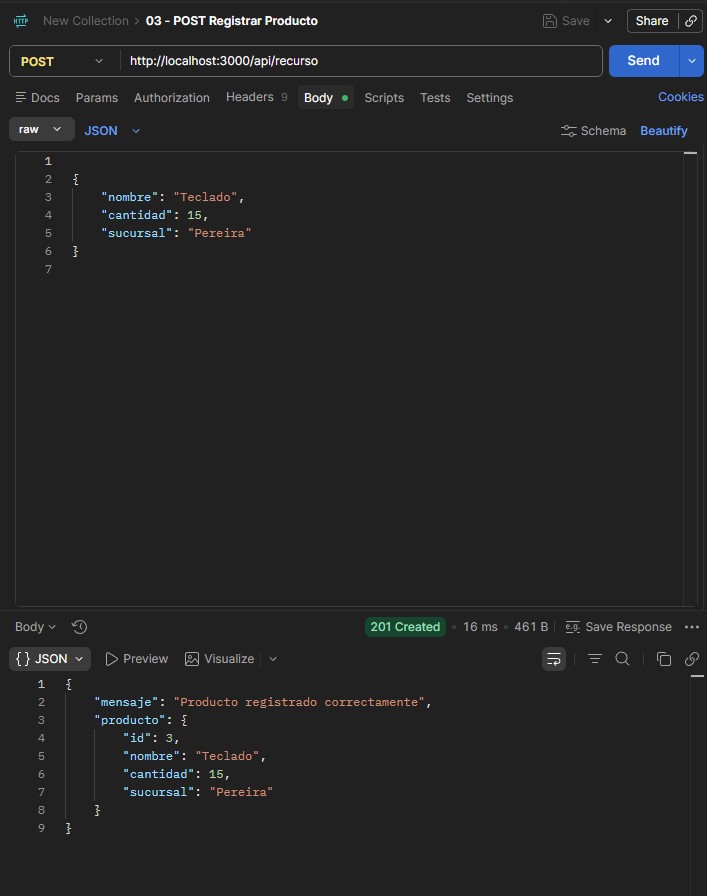 HTTP New Collection > 03 - POST Registrar Producto Save Share
POST http://localhost:3000/api/recurso Send
Docs Params Authorization Headers 9 Body Scripts Tests Settings Cookies
raw JSON Schema Beautify
1
2 {
3 "nombre": "Teclado",
4 "cantidad": 15,
5 "sucursal": "Pereira"
6 }
7
Body 201 Created • 16 ms • 461 B e.g. Save Response
{} JSON Preview Visualize
1 {
2 "mensaje": "Producto registrado correctamente",
3 "producto": {
4 "id": 3,
5 "nombre": "Teclado",
6 "cantidad": 15,
7 "sucursal": "Pereira"
8 }
9 }